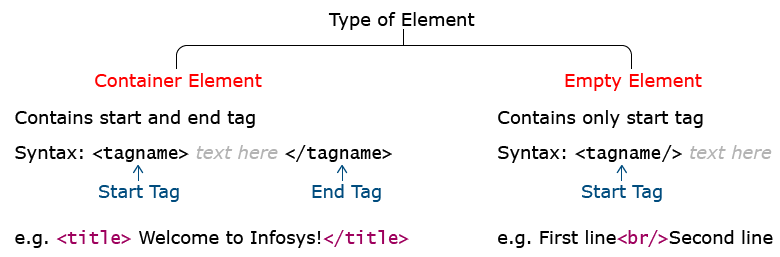 Type of Element
Container Element
Contains start and end tag
Syntax: <tagname> text here </tagname>
Start Tag End Tag
e.g. <title> Welcome to Infosys!</title>
Empty Element
Contains only start tag
Syntax: <tagname/> text here
Start Tag
e.g. First line<br/>Second line